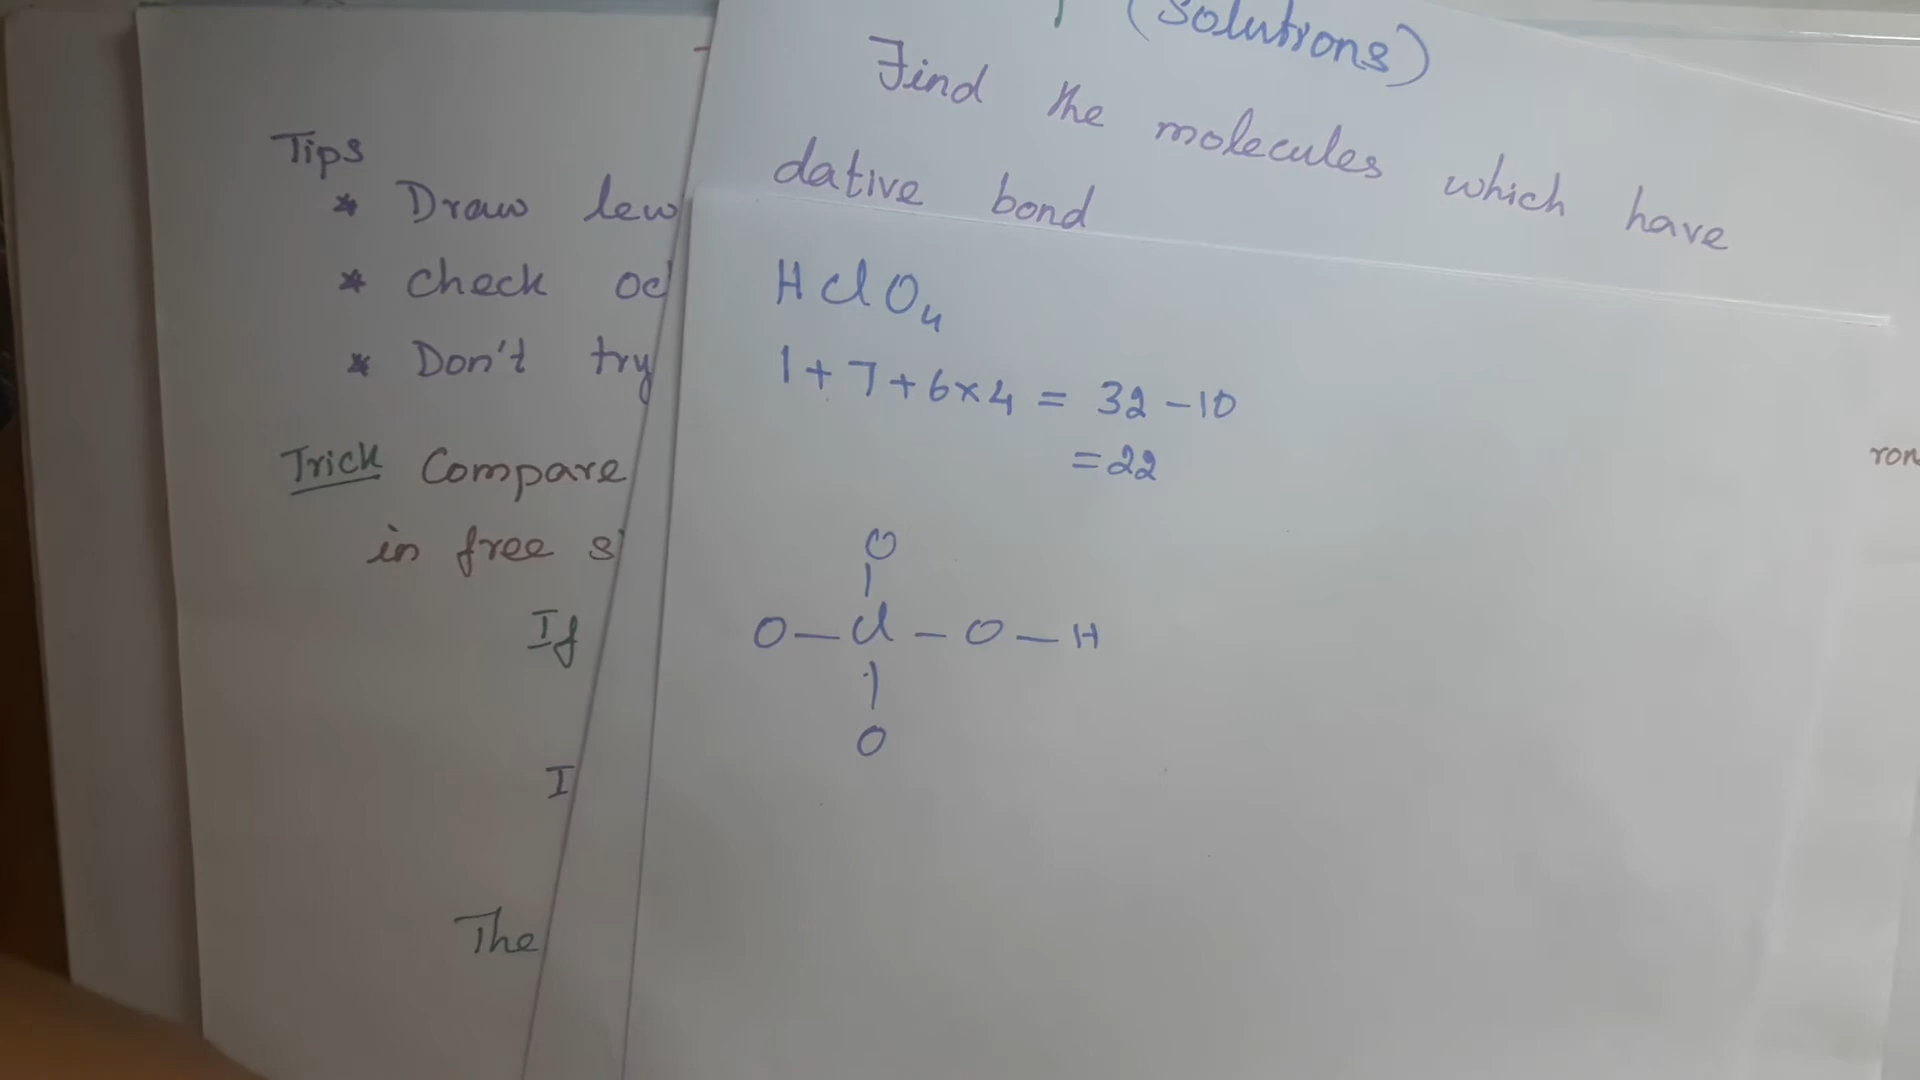 (Solutions)
Find the molecules which have
dative bond
HClO4
1+7+6×4 = 32-10
=22
O
O-Cl-O-H
O
Tips
* Draw lew
* Check oc
* Don't try
Trick Compare
in free s
If
I
The
ron